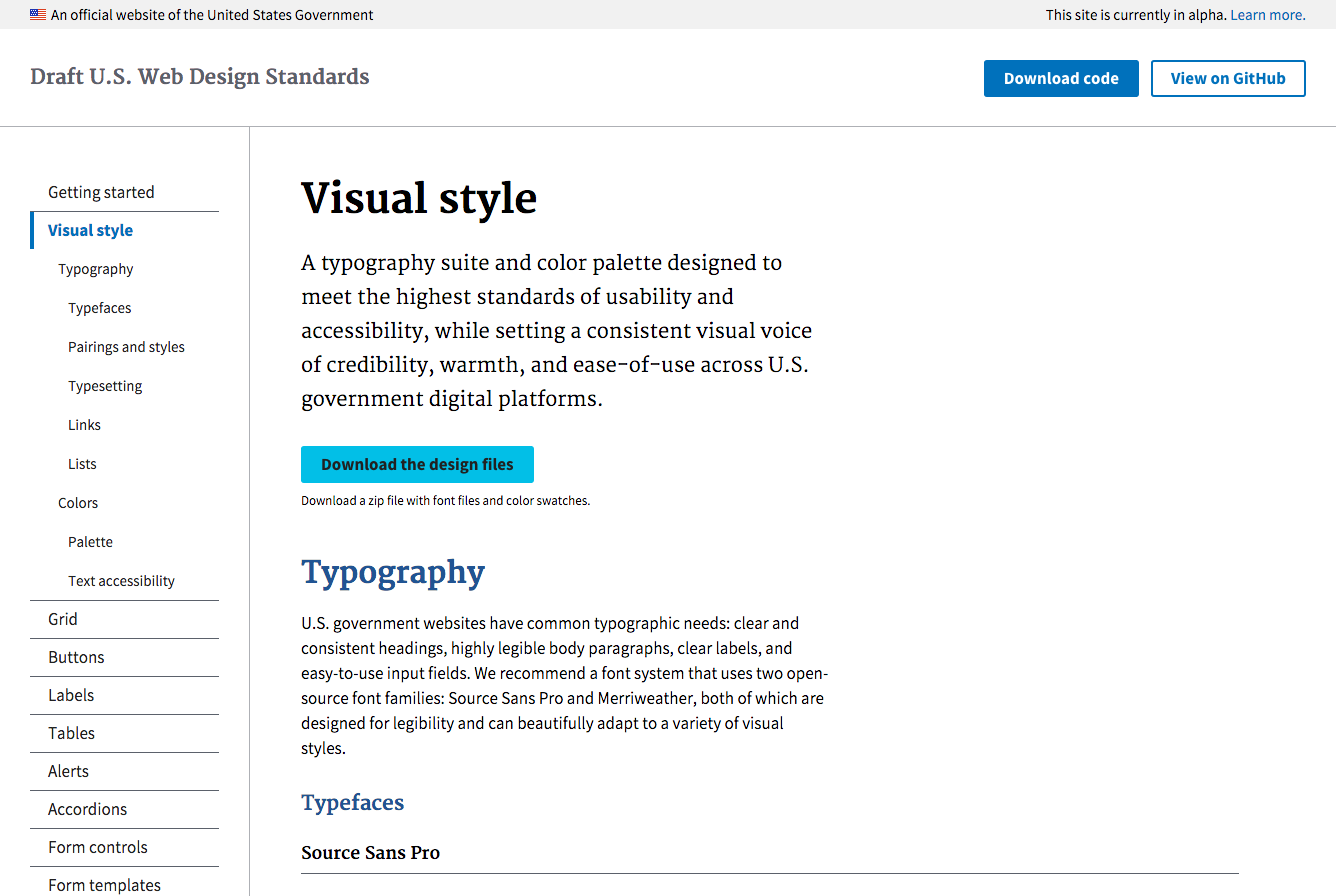 An official website of the United States Government
This site is currently in alpha. Learn more.
Draft U.S. Web Design Standards
Download code
View on GitHub
Getting started
Visual style
Typography
Typefaces
Pairings and styles
Typesetting
Links
Lists
Colors
Palette
Text accessibility
Grid
Buttons
Labels
Tables
Alerts
Accordions
Form controls
Form templates
Visual style
A typography suite and color palette designed to
meet the highest standards of usability and
accessibility, while setting a consistent visual voice
of credibility, warmth, and ease-of-use across U.S.
government digital platforms.
Download the design files
Download a zip file with font files and color swatches.
Typography
U.S. government websites have common typographic needs: clear and
consistent headings, highly legible body paragraphs, clear labels, and
easy-to-use input fields. We recommend a font system that uses two open-
source font families: Source Sans Pro and Merriweather, both of which are
designed for legibility and can beautifully adapt to a variety of visual
styles.
Typefaces
Source Sans Pro